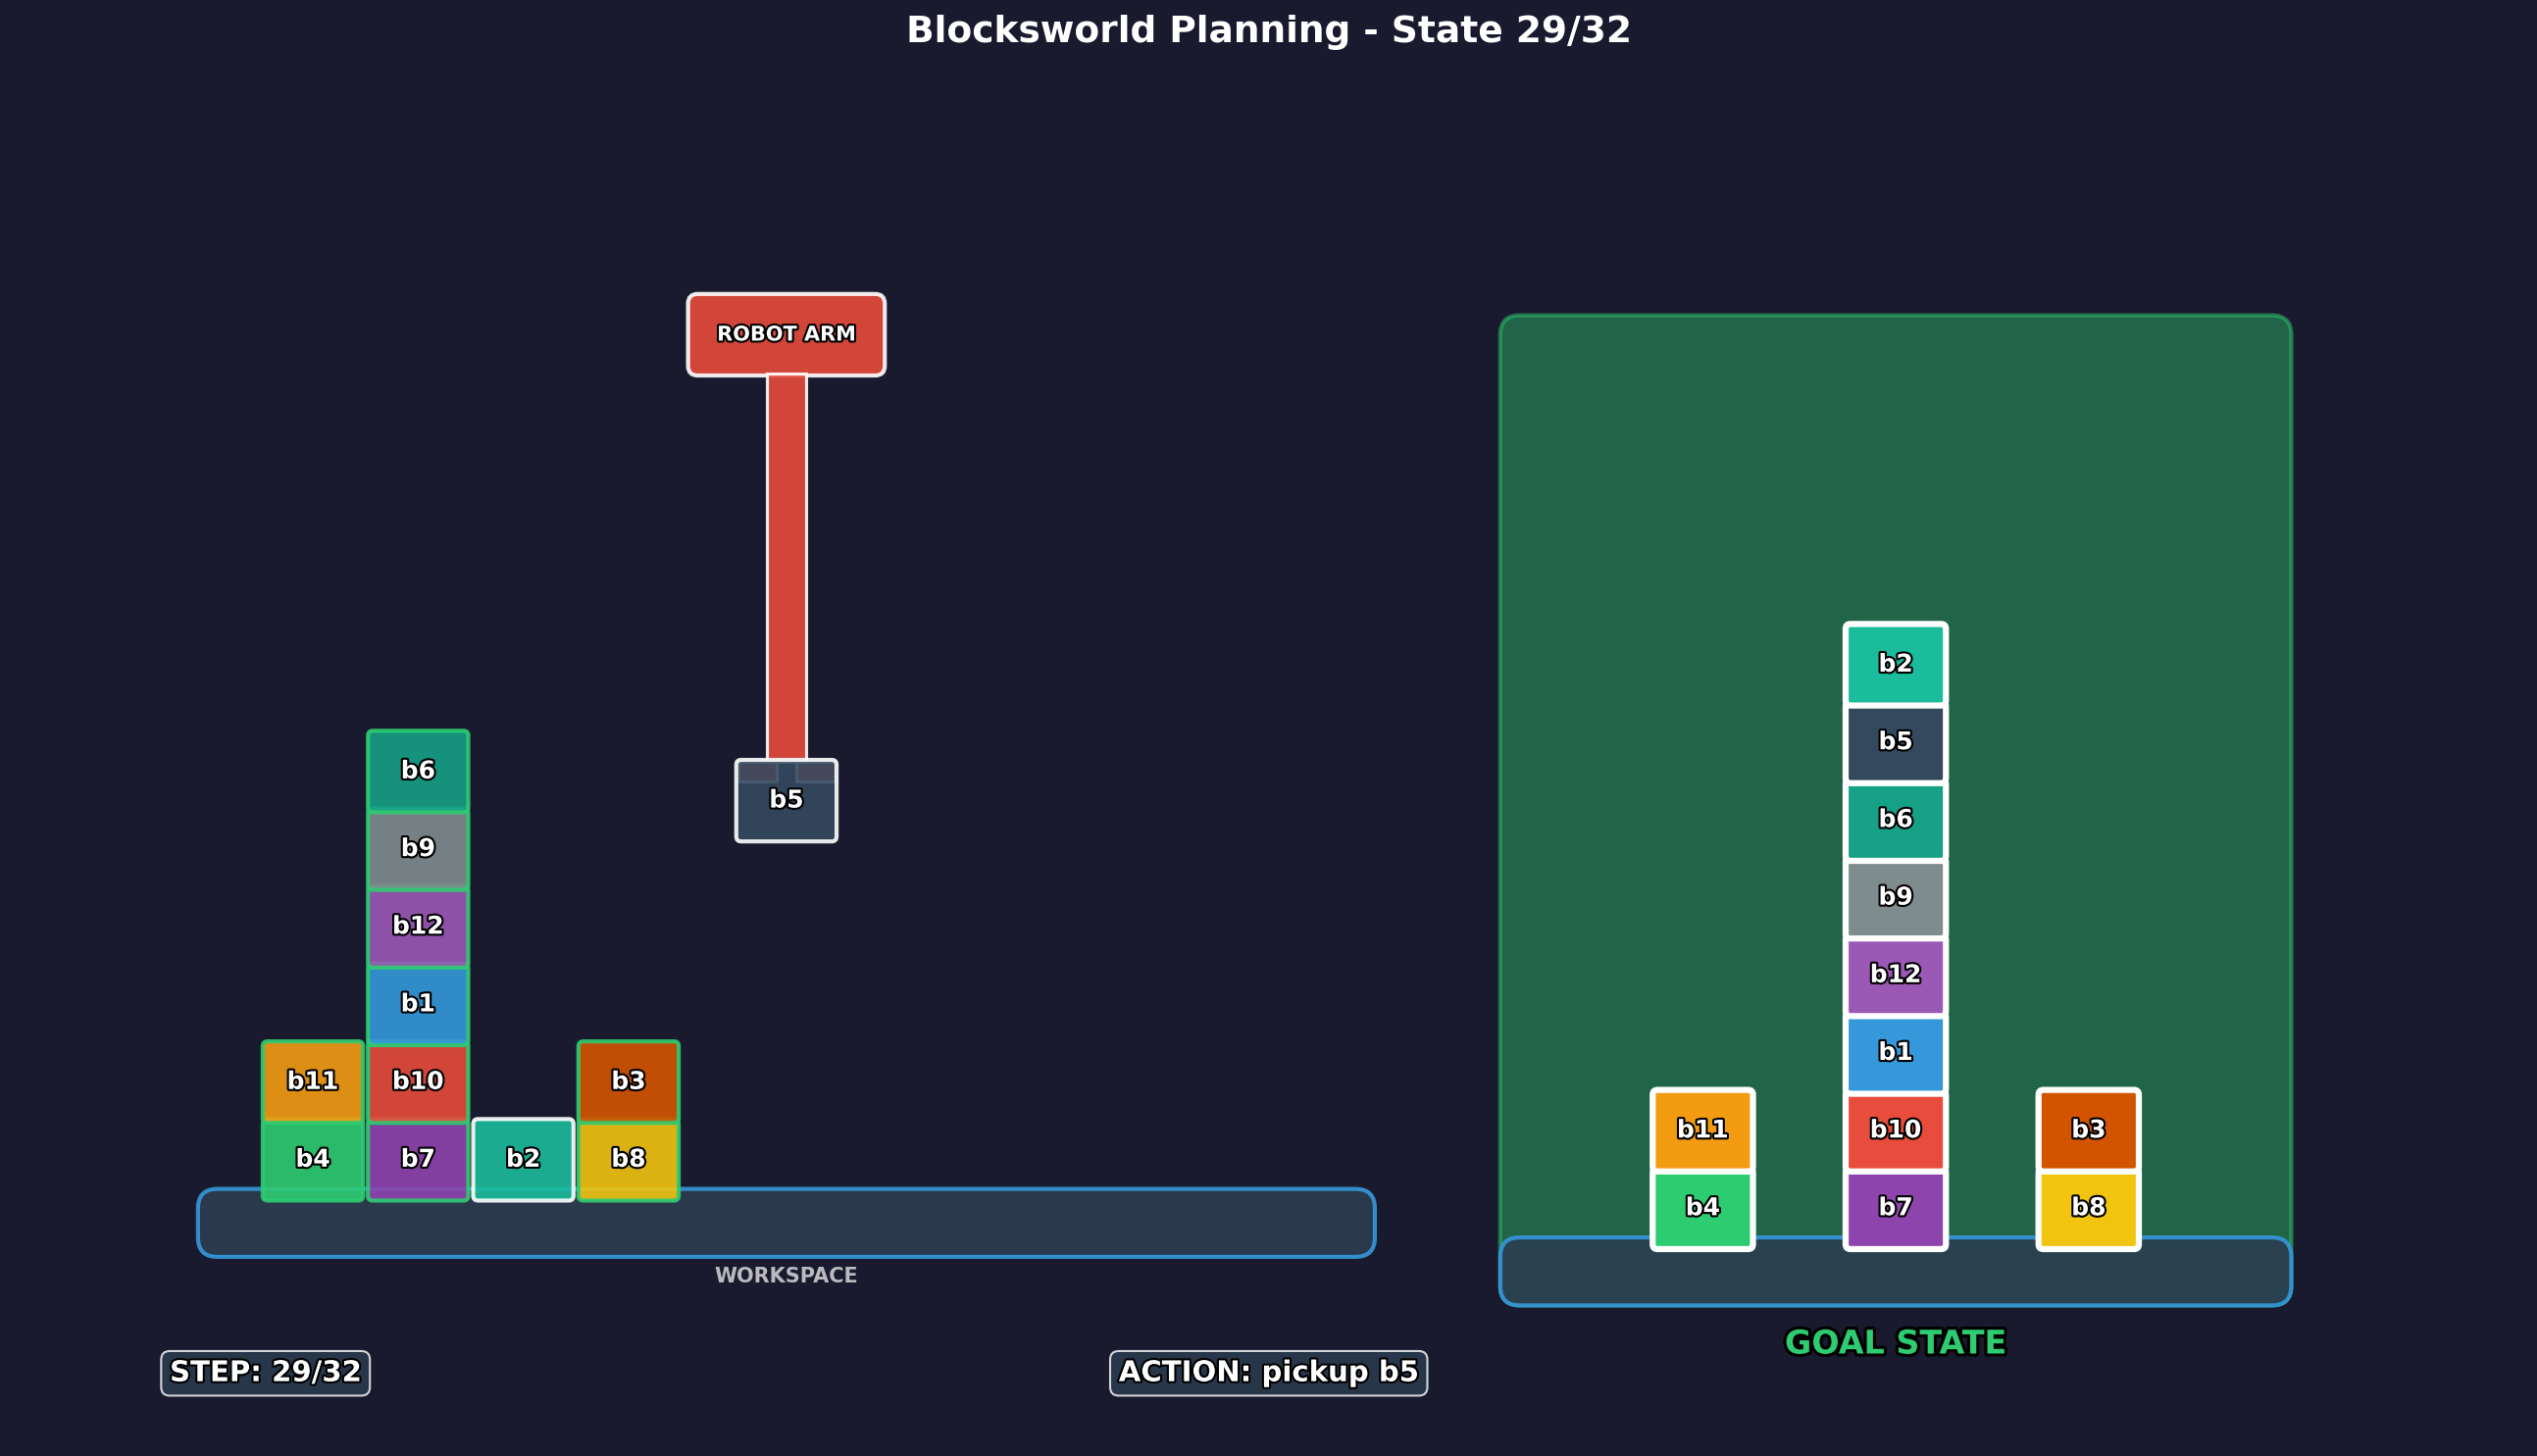 Blocksworld Planning - State 29/32
ROBOT ARM
b5
b6
b9
b12
b1
b11
b10
b3
b4
b7
b2
b8
WORKSPACE
b2
b5
b6
b9
b12
b1
b11
b10
b3
b4
b7
b8
GOAL STATE
STEP: 29/32
ACTION: pickup b5